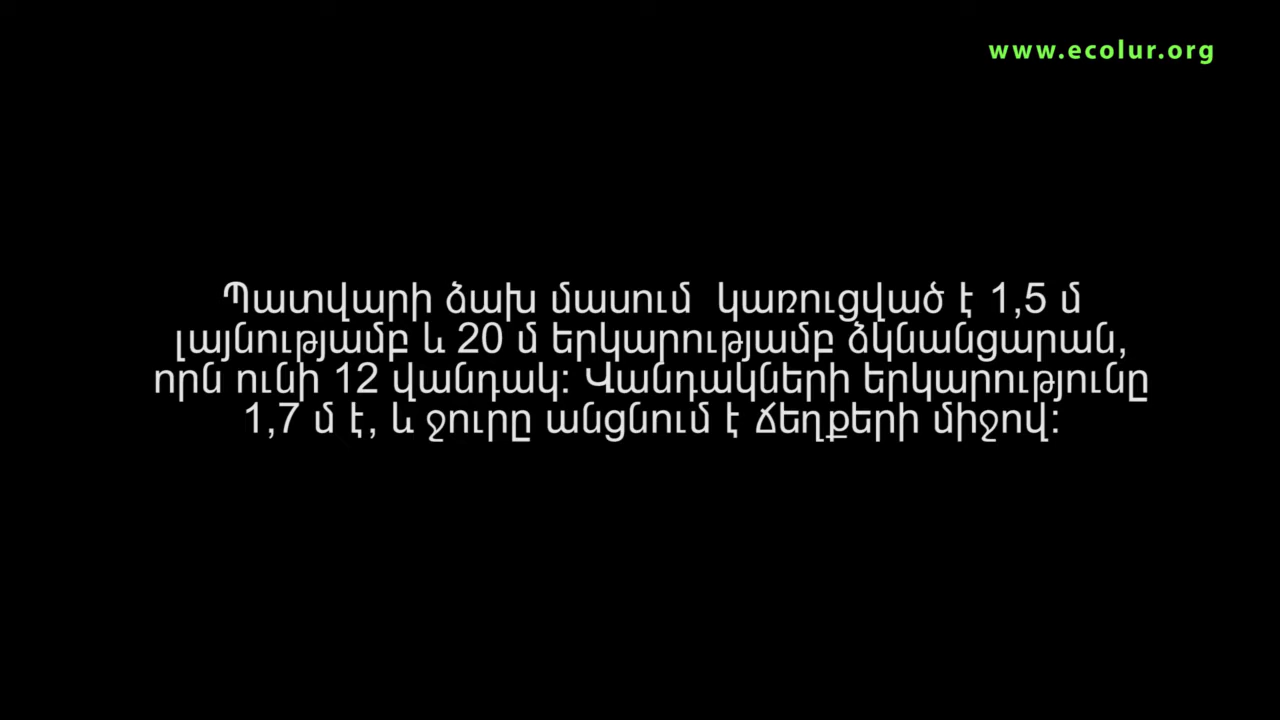 www.ecolur.org
Պատվարի ձախ մասում  կառուցված է 1,5 մ
լայնությամբ և 20 մ երկարությամբ ձկնանցարան,
որն ունի 12 վանդակ: Վանդակների երկարությունը
1,7 մ է, և ջուրը անցնում է ճեղքերի միջով: